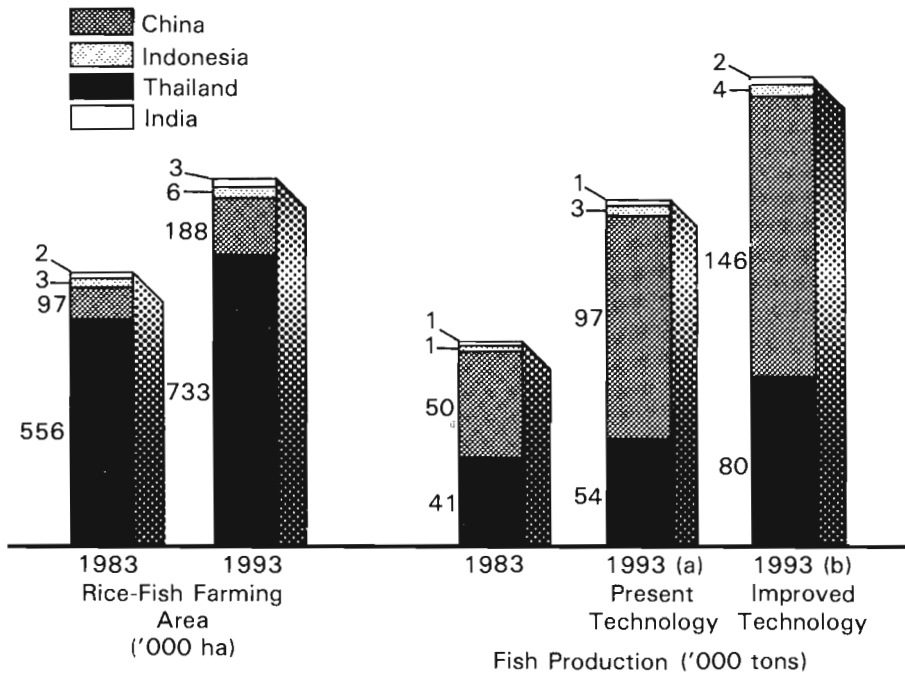 China
Indonesia
Thailand
India
2
3
97
556
3
6
188
733
1
1
50
41
1
3
97
54
2
4
146
80
1983
1993
1983
1993 (a)
1993 (b)
Rice-Fish Farming
Area
('000 ha)
Present
Technology
Improved
Technology
Fish Production ('000 tons)